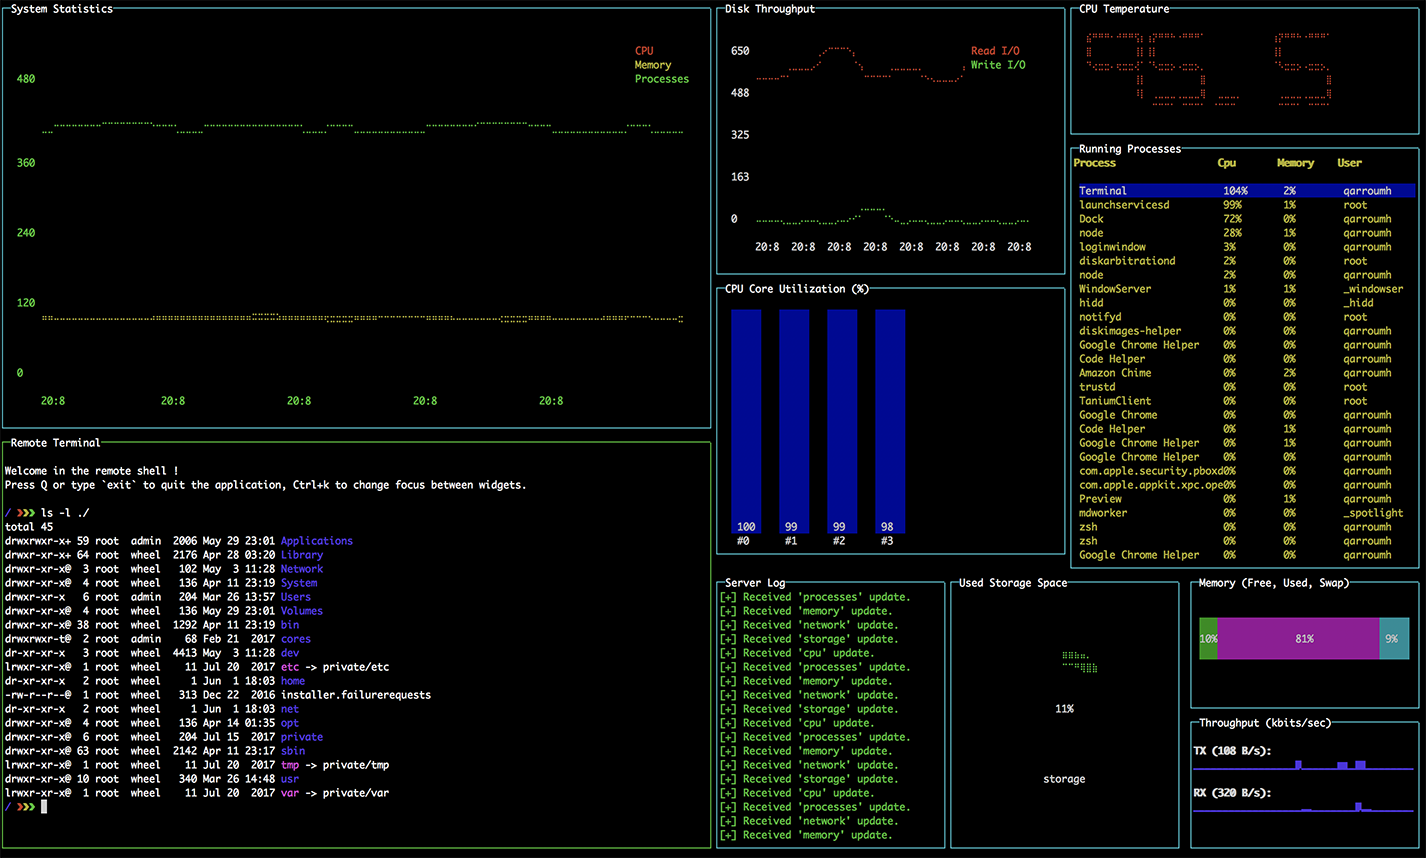 System Statistics
CPU
Memory
Processes
480
360
240
120
0
20:8 20:8 20:8 20:8 20:8
Remote Terminal
Welcome in the remote shell !
Press Q or type `exit` to quit the application, Ctrl+k to change focus between widgets.
/ ❯❯❯ ls -l ./
total 45
drwxrwxr-x+ 59 root  admin  2006 May 29 23:01 Applications
drwxr-xr-x+ 64 root  wheel  2176 Apr 28 03:20 Library
drwxr-xr-x@  3 root  wheel   102 May  3 11:28 Network
drwxr-xr-x@  4 root  wheel   136 Apr 11 23:19 System
drwxr-xr-x   6 root  admin   204 Mar 26 13:57 Users
drwxr-xr-x@  4 root  wheel   136 May 29 23:01 Volumes
drwxr-xr-x@ 38 root  wheel  1292 Apr 11 23:19 bin
drwxrwxr-t@  2 root  admin    68 Feb 21  2017 cores
dr-xr-xr-x   3 root  wheel  4413 May  3 11:28 dev
lrwxr-xr-x@  1 root  wheel    11 Jul 20  2017 etc -> private/etc
dr-xr-xr-x   2 root  wheel     1 Jun  1 18:03 home
-rw-r--r--@  1 root  wheel   313 Dec 22  2016 installer.failurerequests
dr-xr-xr-x   2 root  wheel     1 Jun  1 18:03 net
drwxr-xr-x@  4 root  wheel   136 Apr 14 01:35 opt
drwxr-xr-x@  6 root  wheel   204 Jul 15  2017 private
drwxr-xr-x@ 63 root  wheel  2142 Apr 11 23:17 sbin
lrwxr-xr-x@  1 root  wheel    11 Jul 20  2017 tmp -> private/tmp
drwxr-xr-x@ 10 root  wheel   340 Mar 26 14:48 usr
lrwxr-xr-x@  1 root  wheel    11 Jul 20  2017 var -> private/var
/ ❯❯❯
Disk Throughput
Read I/O
Write I/O
650
488
325
163
0
20:8 20:8 20:8 20:8 20:8 20:8 20:8 20:8
CPU Core Utilization (%)
100 99 99 98
#0 #1 #2 #3
CPU Temperature
95. 5
Running Processes
Process Cpu Memory User
Terminal 104% 2% qarroumh
launchservicesd 99% 1% root
Dock 72% 0% qarroumh
node 28% 1% qarroumh
loginwindow 3% 0% qarroumh
diskarbitrationd 2% 0% root
node 2% 0% qarroumh
WindowServer 1% 1% _windowser
hidd 0% 0% _hidd
notifyd 0% 0% root
diskimages-helper 0% 0% qarroumh
Google Chrome Helper 0% 0% qarroumh
Code Helper 0% 0% qarroumh
Amazon Chime 0% 2% qarroumh
trustd 0% 0% root
TaniumClient 0% 0% root
Google Chrome 0% 0% qarroumh
Code Helper 0% 1% qarroumh
Google Chrome Helper 0% 1% qarroumh
Google Chrome Helper 0% 0% qarroumh
com.apple.security.pboxd0% 0% qarroumh
com.apple.appkit.xpc.ope0% 0% qarroumh
Preview 0% 1% qarroumh
mdworker 0% 0% _spotlight
zsh 0% 0% qarroumh
zsh 0% 0% qarroumh
Google Chrome Helper 0% 0% qarroumh
Server Log
[+] Received 'processes' update.
[+] Received 'memory' update.
[+] Received 'network' update.
[+] Received 'storage' update.
[+] Received 'cpu' update.
[+] Received 'processes' update.
[+] Received 'memory' update.
[+] Received 'network' update.
[+] Received 'storage' update.
[+] Received 'cpu' update.
[+] Received 'processes' update.
[+] Received 'memory' update.
[+] Received 'network' update.
[+] Received 'storage' update.
[+] Received 'cpu' update.
[+] Received 'processes' update.
[+] Received 'network' update.
[+] Received 'memory' update.
Used Storage Space
11%
storage
Memory (Free, Used, Swap)
10% 81% 9%
Throughput (kbits/sec)
TX (108 B/s):
RX (320 B/s):